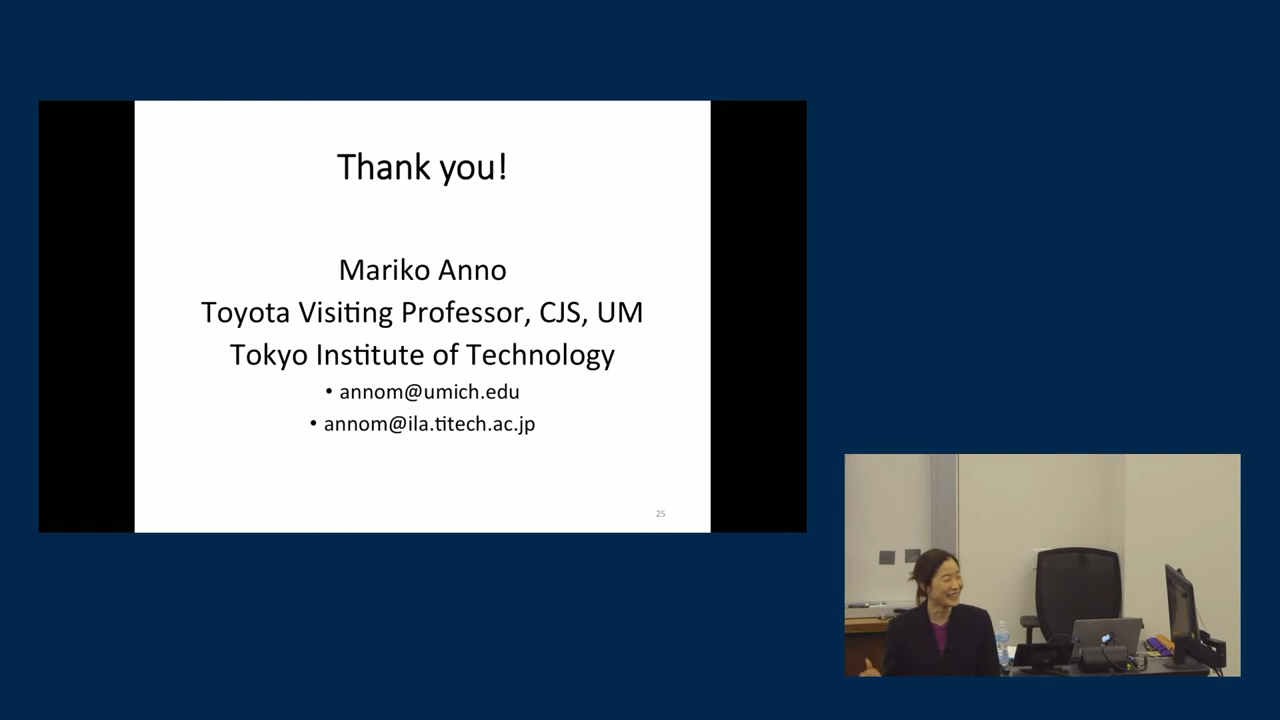 Thank you!
Mariko Anno
Toyota Visiting Professor, CJS, UM
Tokyo Institute of Technology
• annom@umich.edu
• annom@ila.titech.ac.jp
25